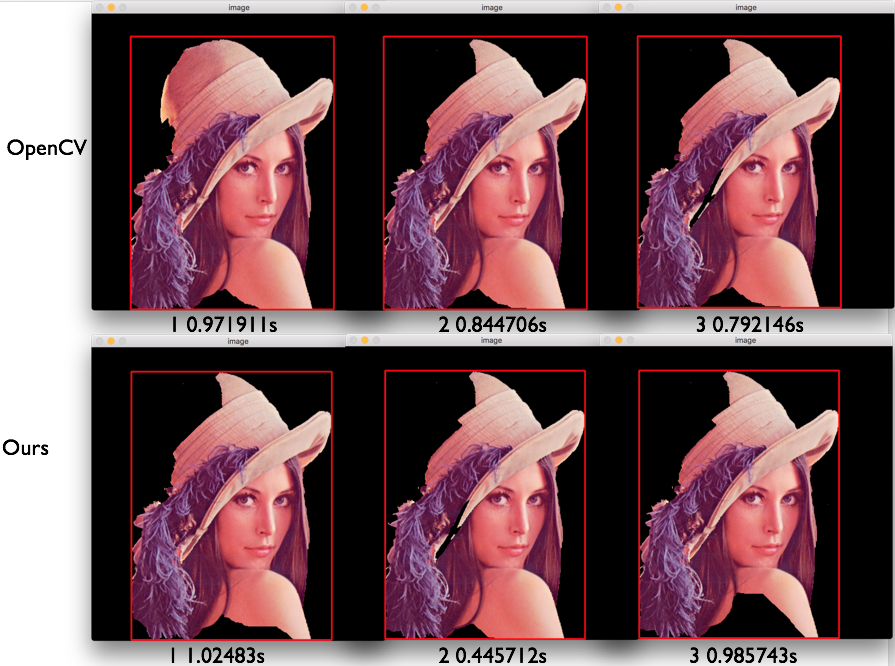 image image image
OpenCV
1 0.971911s 2 0.844706s 3 0.792146s
image image image
Ours
1 1.02483s 2 0.445712s 3 0.985743s